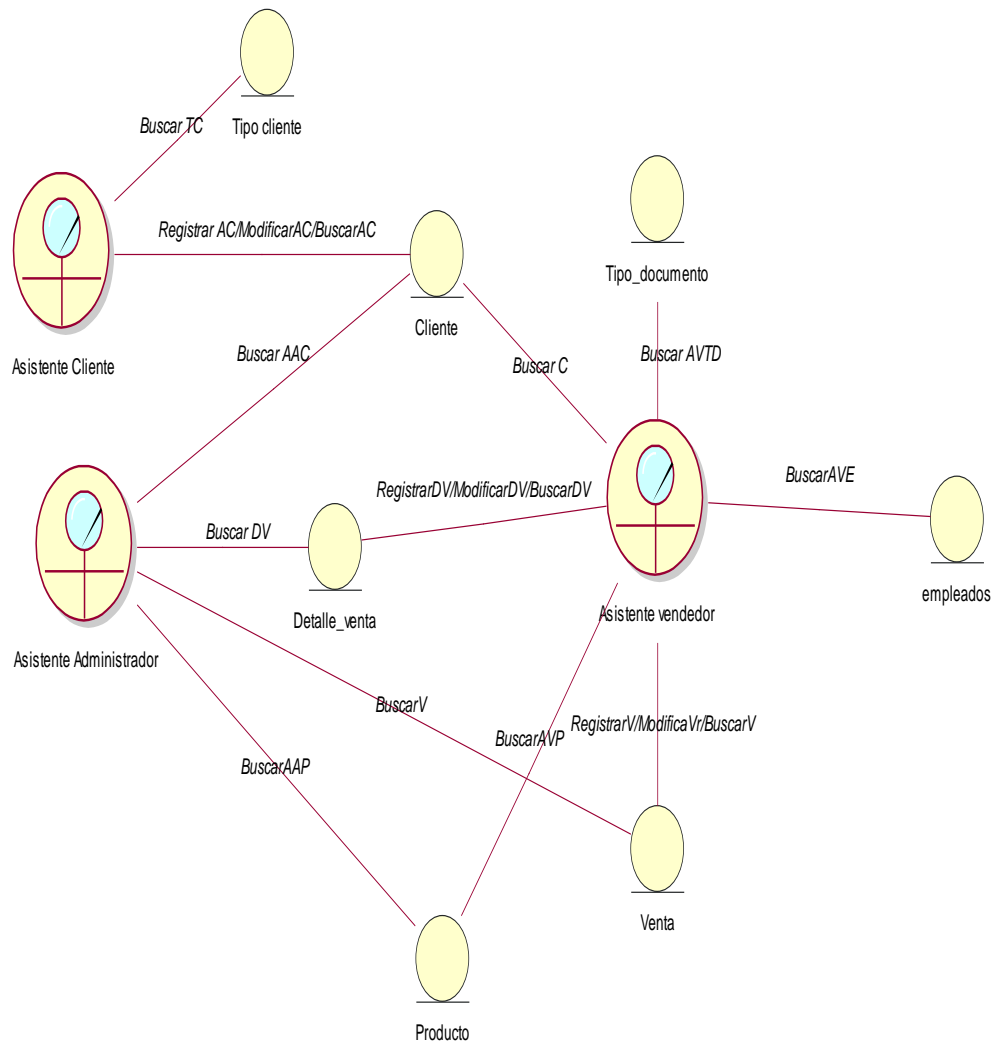 Buscar TC
Tipo cliente
Registrar AC/ModificarAC/BuscarAC
Tipo_documento
Cliente
Asistente Cliente
Buscar AAC
Buscar C
Buscar AVTD
BuscarAVE
RegistrarDV/ModificarDV/BuscarDV
Buscar DV
empleados
Detalle_venta
Asistente vendedor
Asistente Administrador
BuscarV
RegistrarV/ModificaVr/BuscarV
BuscarAVP
BuscarAAP
Venta
Producto